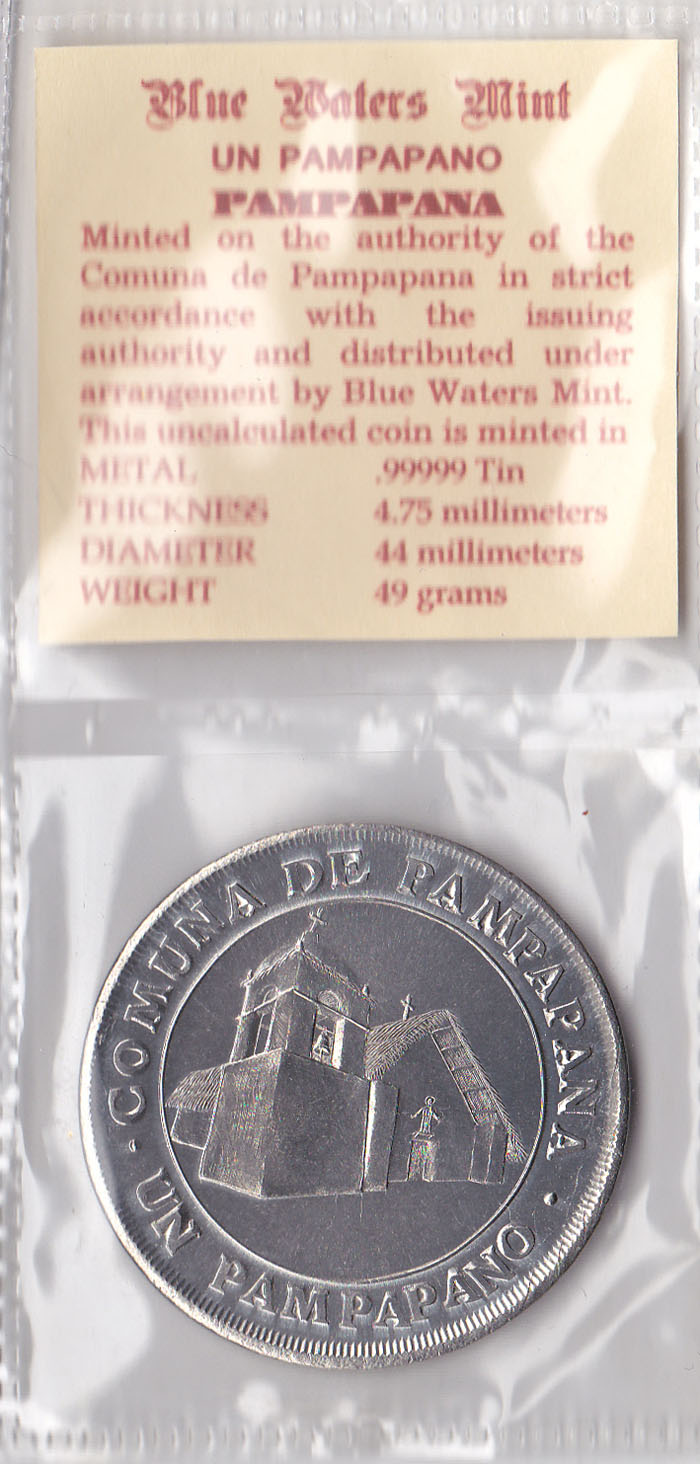 Blue Waters Mint
UN PAMPAPANO
PAMPAPANA
Minted on the authority of the
Comuna de Pampapana in strict
accordance with the issuing
authority and distributed under
arrangement by Blue Waters Mint.
This uncalculated coin is minted in
METAL .99999 Tin
THICKNESS 4.75 millimeters
DIAMETER 44 millimeters
WEIGHT 49 grams
· COMUNA DE PAMPAPANA ·
UN PAMPAPANO